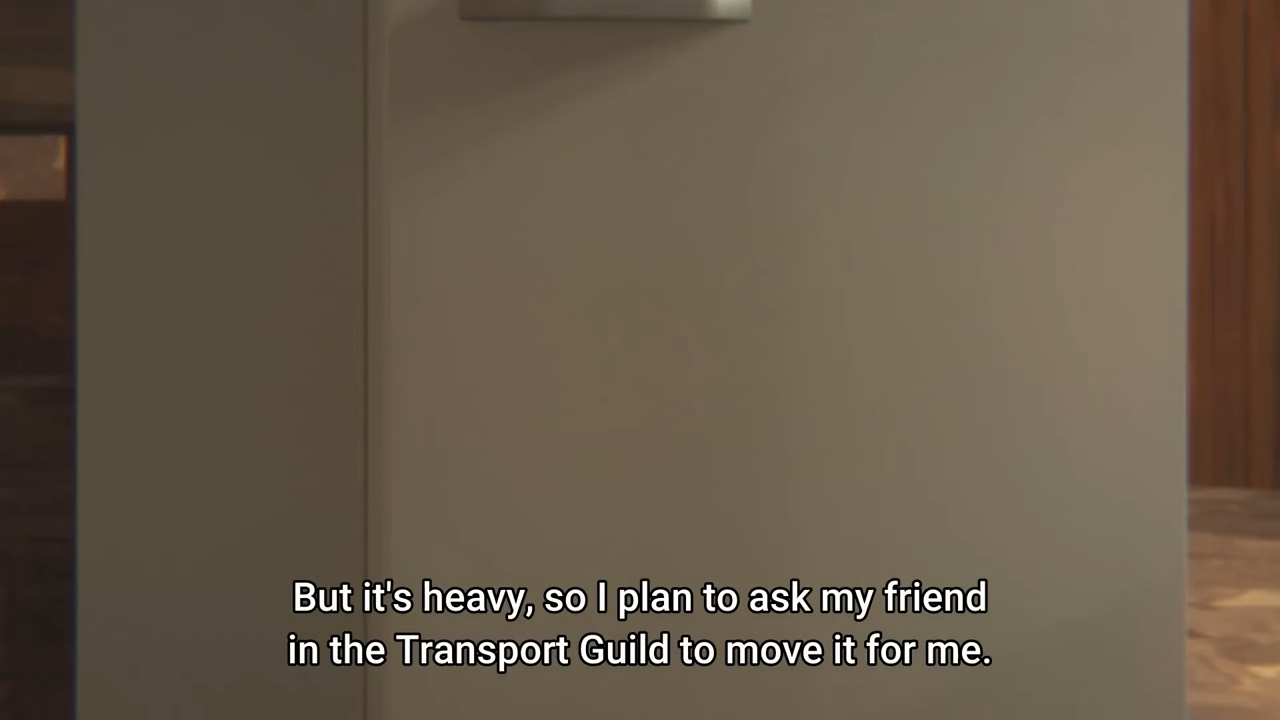 But it's heavy, so I plan to ask my friend
in the Transport Guild to move it for me.